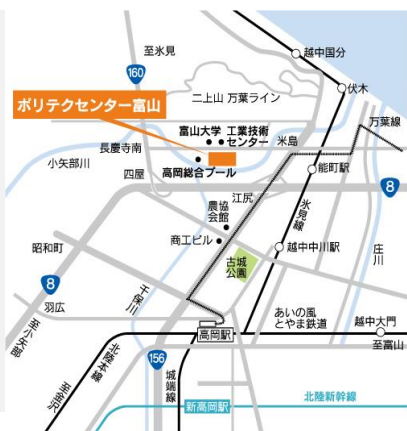 至氷見
越中国分
160
二上山 万葉ライン
伏木
ポリテクセンター富山
富山大学
工業技術
センター
万葉線
米島
長慶寺南
小矢部川
高岡総合プール
四屋
能町駅
8
江尻
農協
会館
氷見線
昭和町
商工ビル
越中中川駅
庄川
古城
公園
8
羽広
千保川
至小矢部
あいの風
とやま鉄道
越中大門
高岡駅
至富山
北陸本線
156
至金沢
城端線
北陸新幹線
新高岡駅